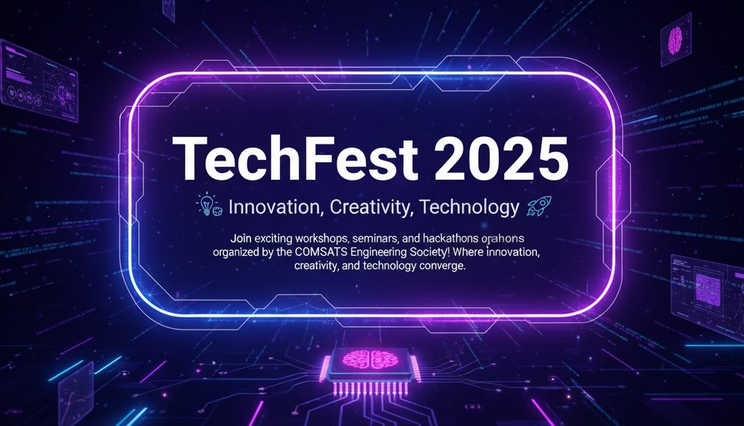 TechFest 2025
Innovation, Creativity, Technology
Join exciting workshops, seminars, and hackathons
organized by the COMSATS Engineering Society! Where innovation,
creativity, and technology converge.